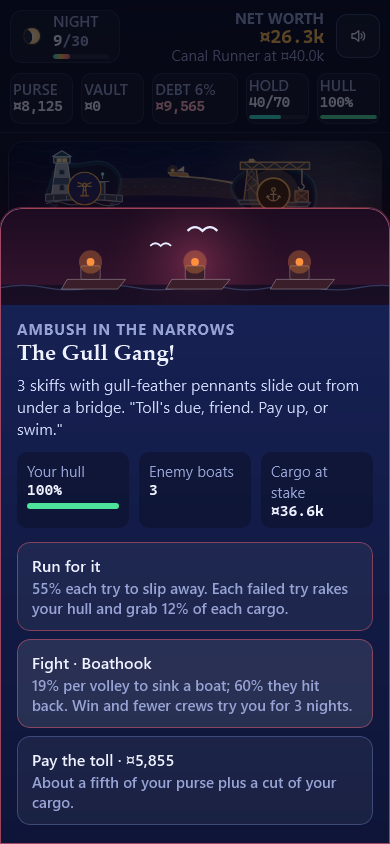 NIGHT
9/30
NET WORTH
¤26.3k
Canal Runner at ¤40.0k
PURSE
¤8,125
VAULT
¤0
DEBT 6%
¤9,565
HOLD
40/70
HULL
100%
AMBUSH IN THE NARROWS
The Gull Gang!
3 skiffs with gull-feather pennants slide out from
under a bridge. "Toll's due, friend. Pay up, or
swim."
Your hull
100%
Enemy boats
3
Cargo at
stake
¤36.6k
Run for it
55% each try to slip away. Each failed try rakes
your hull and grab 12% of each cargo.
Fight · Boathook
19% per volley to sink a boat; 60% they hit
back. Win and fewer crews try you for 3 nights.
Pay the toll · ¤5,855
About a fifth of your purse plus a cut of your
cargo.